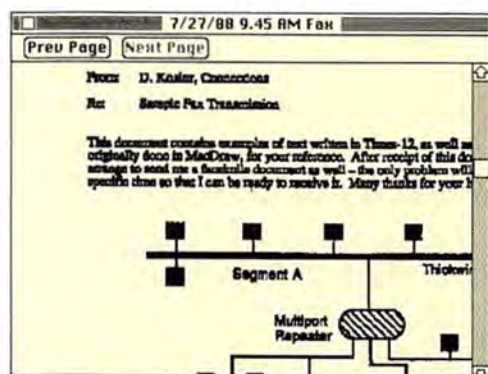 7/27/88 9.45 AM Fax
Prev Page Next Page
From: D. Kosiur, Connections
Re: Sample Fax Transmission
This document contains examples of text written in Times-12, as well as
originally done in MacDraw, for your reference. After receipt of this do
arrange to send me a facsimile document as well – the only problem will
specific time so that I can be ready to receive it. Many thanks for your h
Segment A
Thickwir
Multiport
Repeater